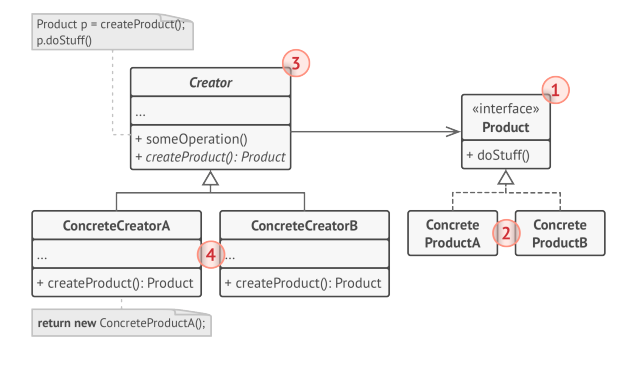 Product p = createProduct();
p.doStuff()
3
Creator
...
+ someOperation()
+ createProduct(): Product
1
«interface»
Product
+ doStuff()
ConcreteCreatorA
...
+ createProduct(): Product
4
ConcreteCreatorB
...
+ createProduct(): Product
Concrete
ProductA
2
Concrete
ProductB
return new ConcreteProductA();